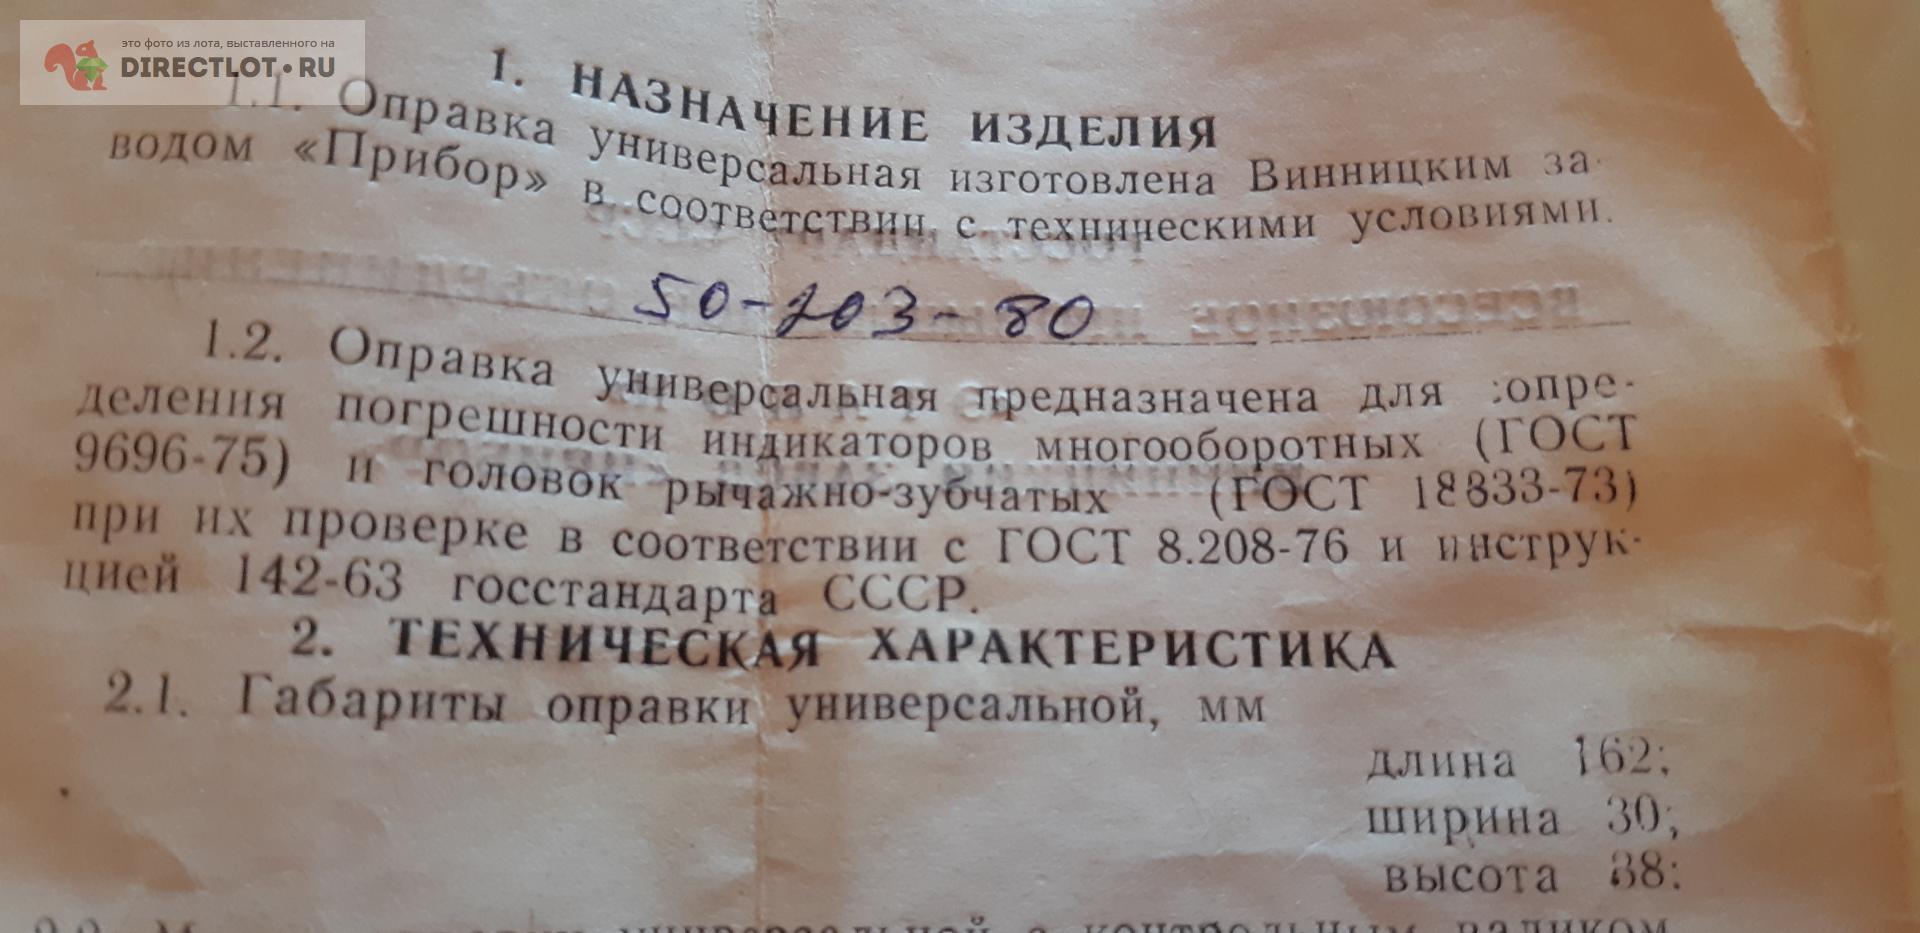 это фото из лота, выставленного на
DIRECTLOT.RU
1. НАЗНАЧЕНИЕ ИЗДЕЛИЯ
1.1. Оправка универсальная изготовлена Винницким за-
водом «Прибор» в соответствии с техническими условиями.
50-203-80
1.2. Оправка универсальная предназначена для опре-
деления погрешности индикаторов многооборотных (ГОСТ
9696-75) и головок рычажно-зубчатых (ГОСТ 18833-73)
при их проверке в соответствии с ГОСТ 8.208-76 и инструк-
цией 142-63 госстандарта СССР.
2. ТЕХНИЧЕСКАЯ ХАРАКТЕРИСТИКА
2.1. Габариты оправки универсальной, мм
длина 162;
ширина 30;
высота 38;
универсальной с контрольным валиком